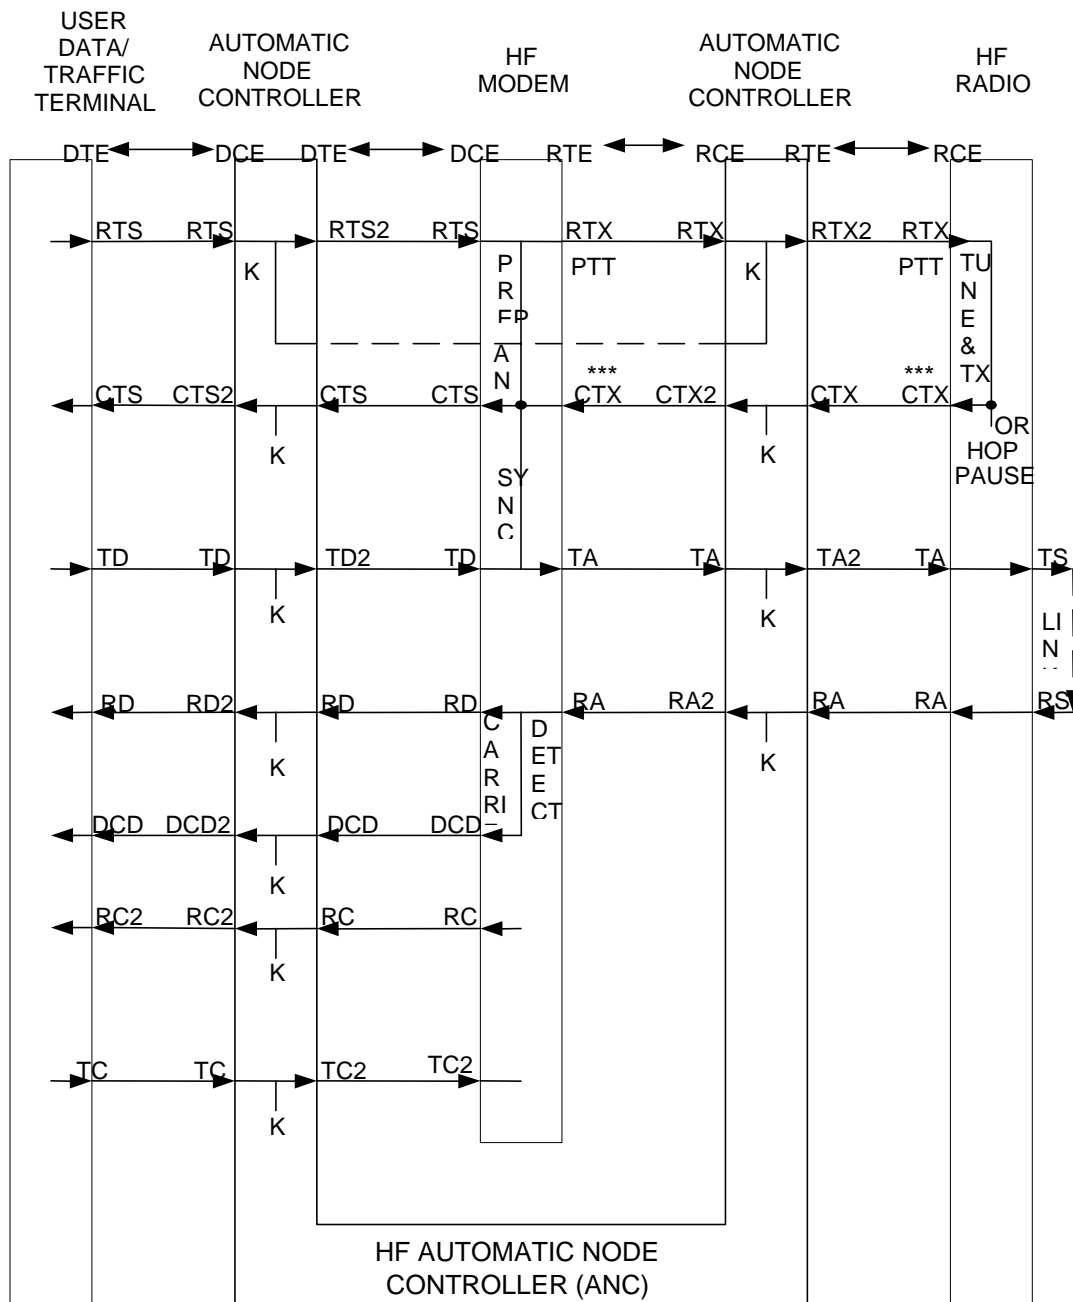 USER
DATA/
TRAFFIC
TERMINAL
AUTOMATIC
NODE
CONTROLLER
HF
MODEM
AUTOMATIC
NODE
CONTROLLER
HF
RADIO
DTE DCE DTE DCE RTE RCE RTE RCE
RTS RTS RTS2 RTS RTX RTX RTX2 RTX
K PTT K PTT
P
R
E
AN
SY
N
C
TU
N
E
&
TX
*** ***
CTS CTS2 CTS CTS CTX CTX2 CTX CTX
K K
OR
HOP
PAUSE
TD TD TD2 TD TA TA TA2 TA TS
K K
LI
N
RD RD2 RD RD RA RA2 RA RA RS
K K
C
A
R
RI
D
ET
E
CT
DCD DCD2 DCD DCD
K
RC2 RC2 RC RC
K
TC TC TC2 TC2
K
HF AUTOMATIC NODE
CONTROLLER (ANC)